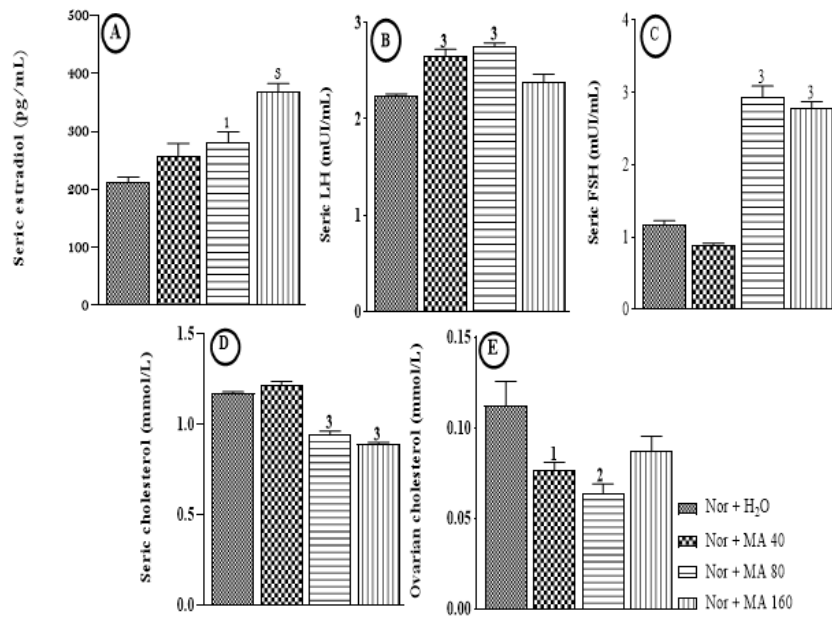 A
Seric estradiol (pg/mL)
500
400
300
200
100
0
1
B
Seric LH (mUI/mL)
3
2
1
0
3
3
C
Seric FSH (mUI/mL)
4
3
2
1
0
3
3
D
Seric cholesterol (mmol/L)
1.5
1.0
0.5
0.0
3
3
E
Ovarian cholesterol (mmol/L)
0.15
0.10
0.05
0.00
1
2
Nor + H₂O
Nor + MA 40
Nor + MA 80
Nor + MA 160